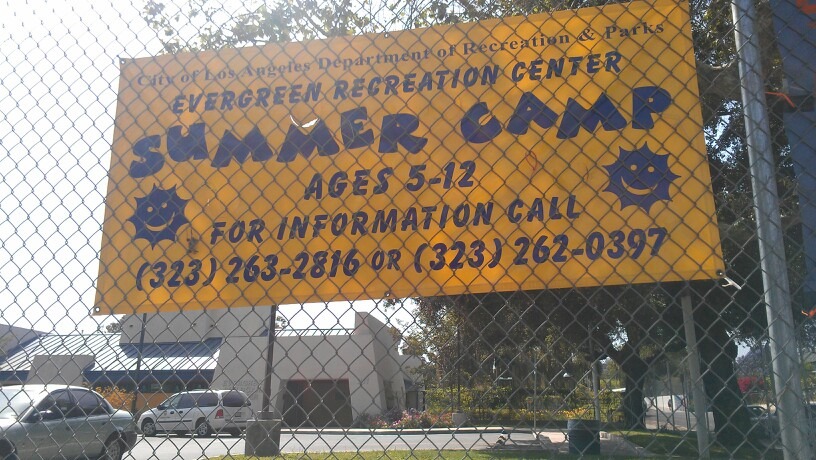 City of Los Angeles Department of Recreation & Parks
EVERGREEN RECREATION CENTER
SUMMER CAMP
AGES 5-12
FOR INFORMATION CALL
(323) 263-2816 OR (323) 262-0397